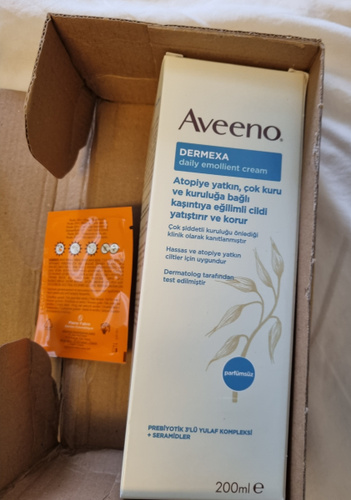 Aveeno.
DERMEXA
daily emollient cream
Atopiye yatkın, çok kuru
ve kuruluğa bağlı
kaşıntıya eğilimli cildi
yatıştırır ve korur
Çok şiddetli kuruluğu önlediği
klinik olarak kanıtlanmıştır
Hassas ve atopiye yatkın
ciltler için uygundur
Dermatolog tarafından
test edilmiştir
parfümsüz
PREBİYOTİK 3'LÜ YULAF KOMPLEKSİ
+ SERAMİDLER
200ml e